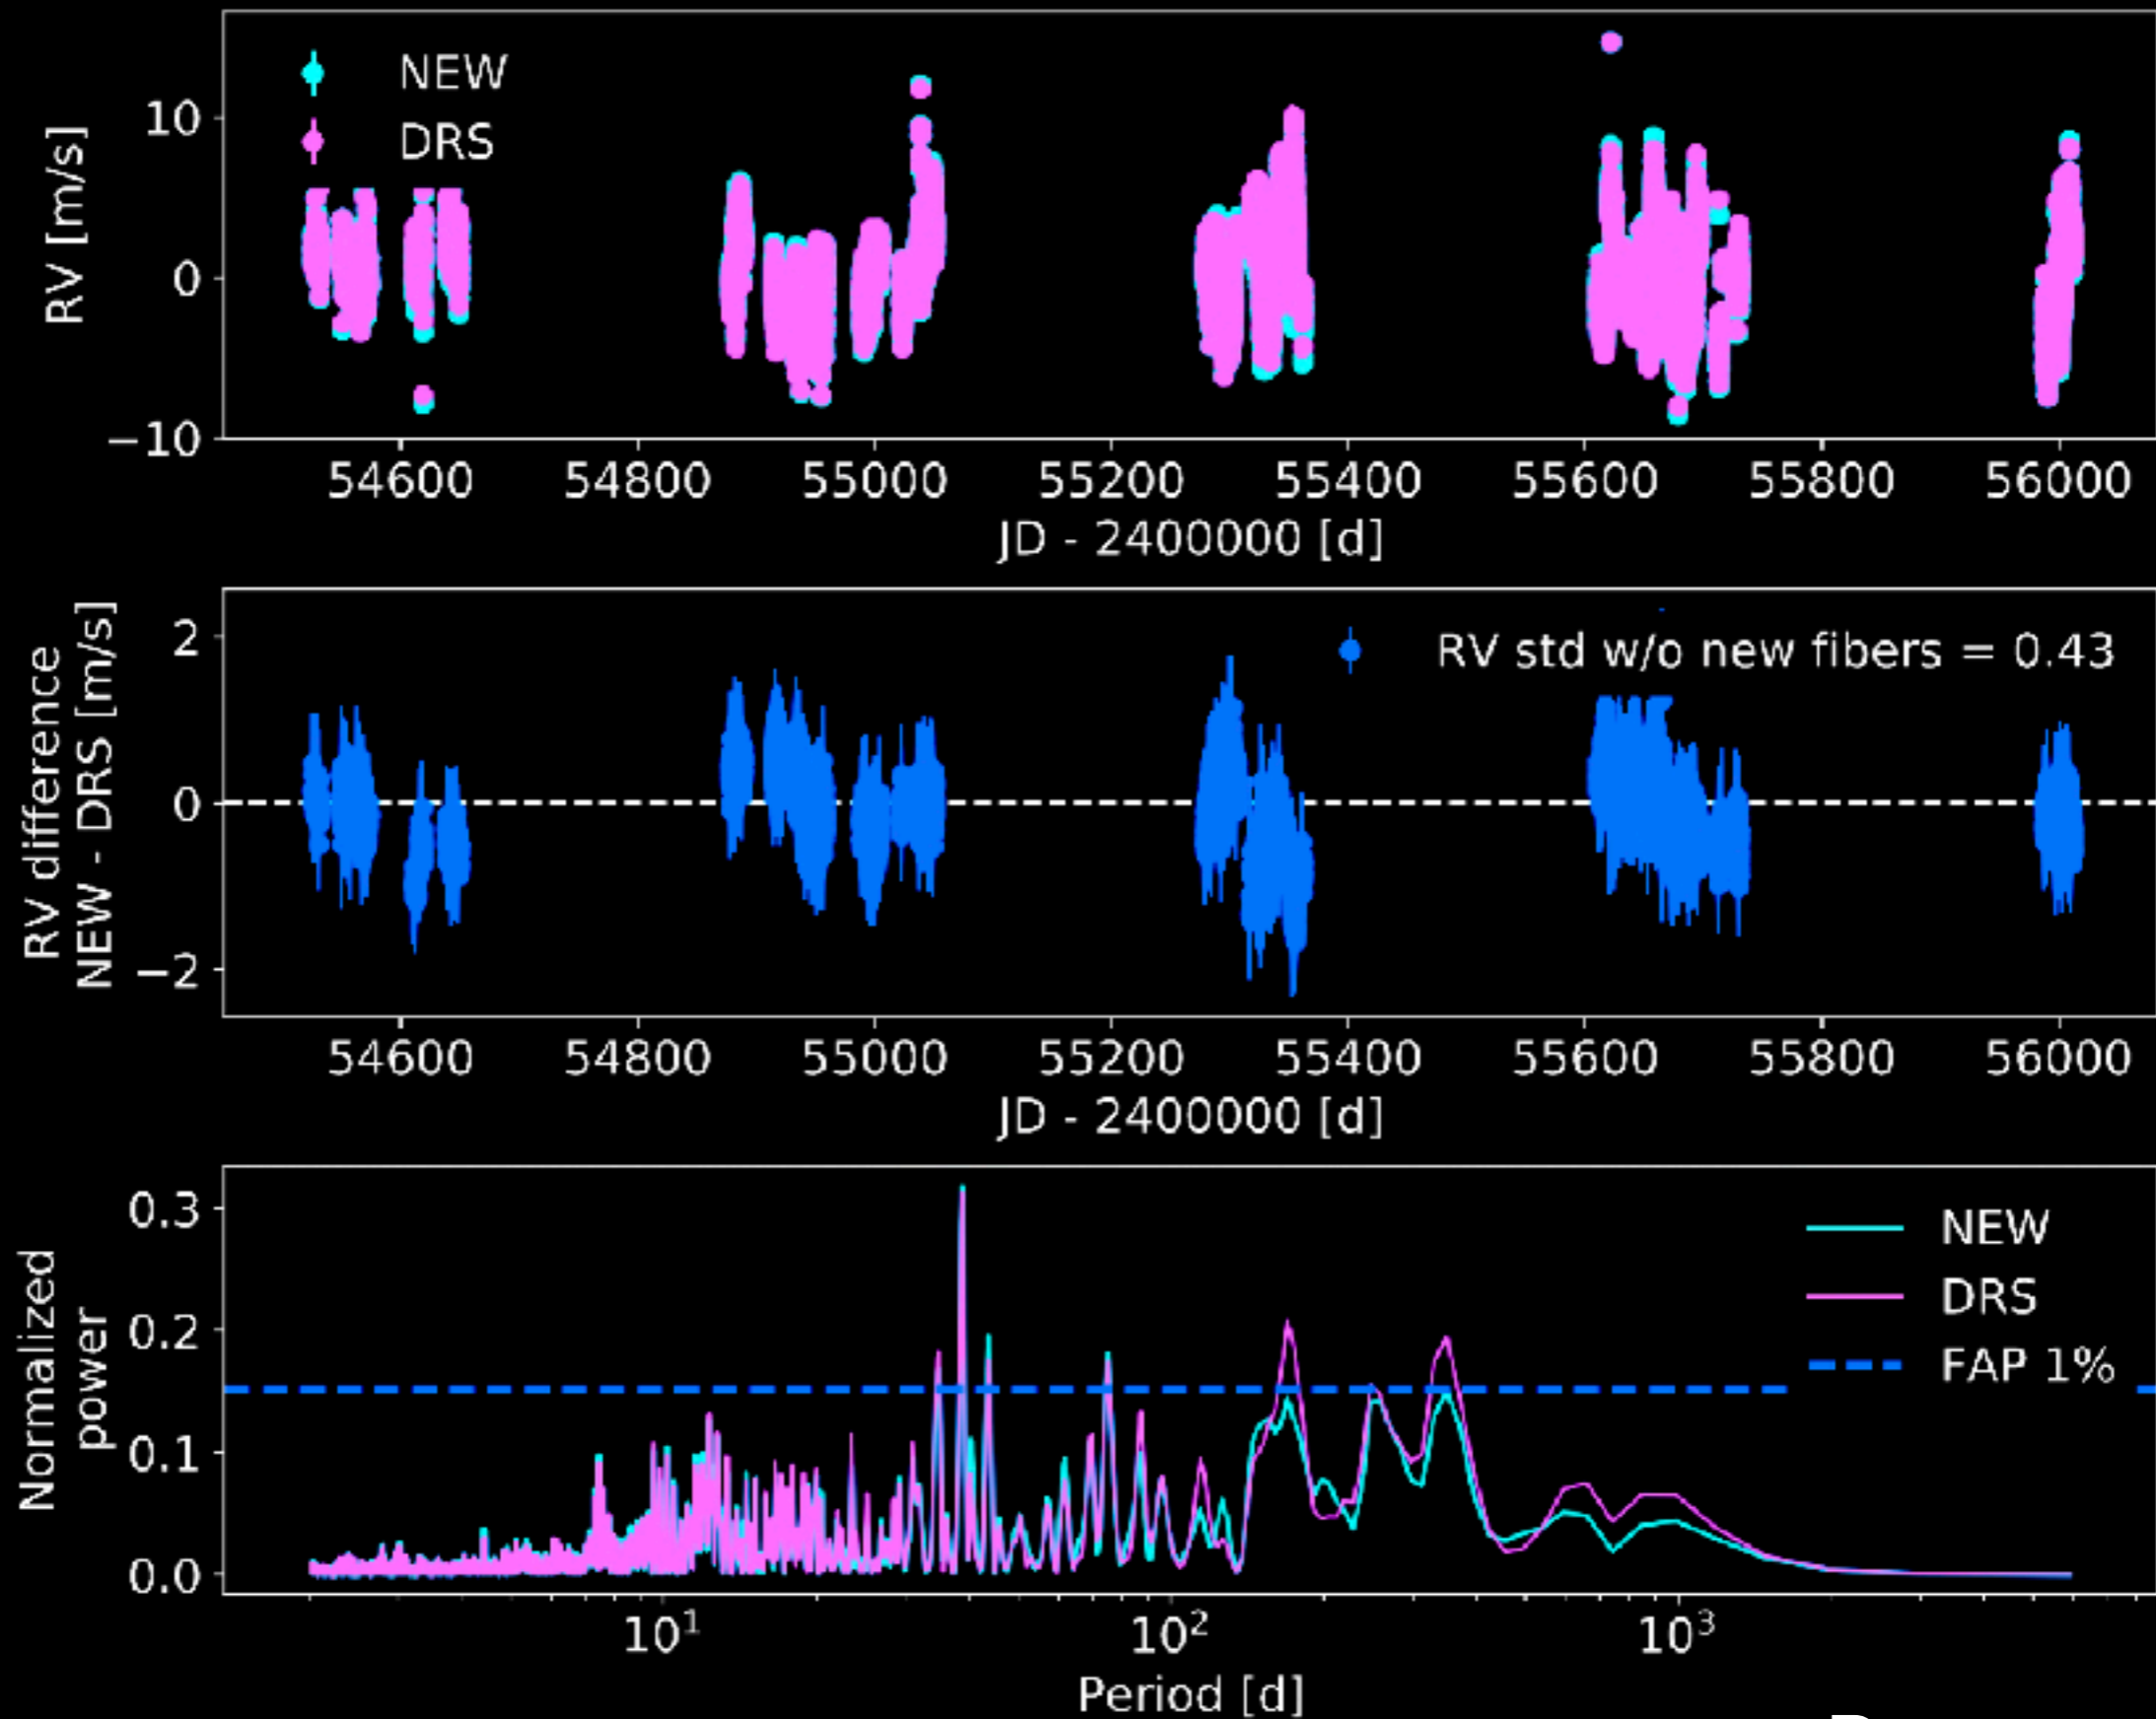 NEW
DRS
RV [m/s]
10
0
−10
54600 54800 55000 55200 55400 55600 55800 56000
JD - 2400000 [d]
RV difference
NEW - DRS [m/s]
RV std w/o new fibers = 0.43
2
0
−2
54600 54800 55000 55200 55400 55600 55800 56000
JD - 2400000 [d]
Normalized
power
0.3
0.2
0.1
0.0
NEW
DRS
FAP 1%
10¹ 10² 10³
Period [d]